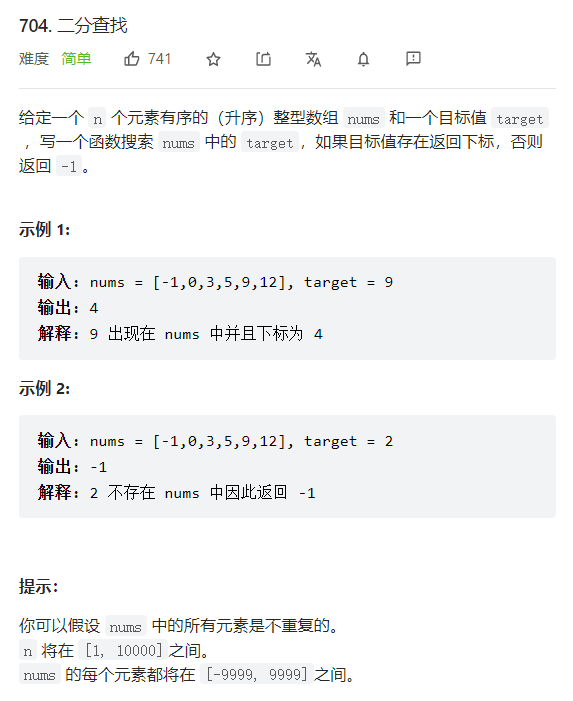 704. 二分查找
难度 简单 741
给定一个 n 个元素有序的（升序）整型数组 nums 和一个目标值 target
，写一个函数搜索 nums 中的 target，如果目标值存在返回下标，否则
返回 -1。
示例 1:
输入: nums = [-1,0,3,5,9,12], target = 9
输出: 4
解释: 9 出现在 nums 中并且下标为 4
示例 2:
输入: nums = [-1,0,3,5,9,12], target = 2
输出: -1
解释: 2 不存在 nums 中因此返回 -1
提示：
你可以假设 nums 中的所有元素是不重复的。
n 将在 [1, 10000]之间。
nums 的每个元素都将在 [-9999, 9999]之间。